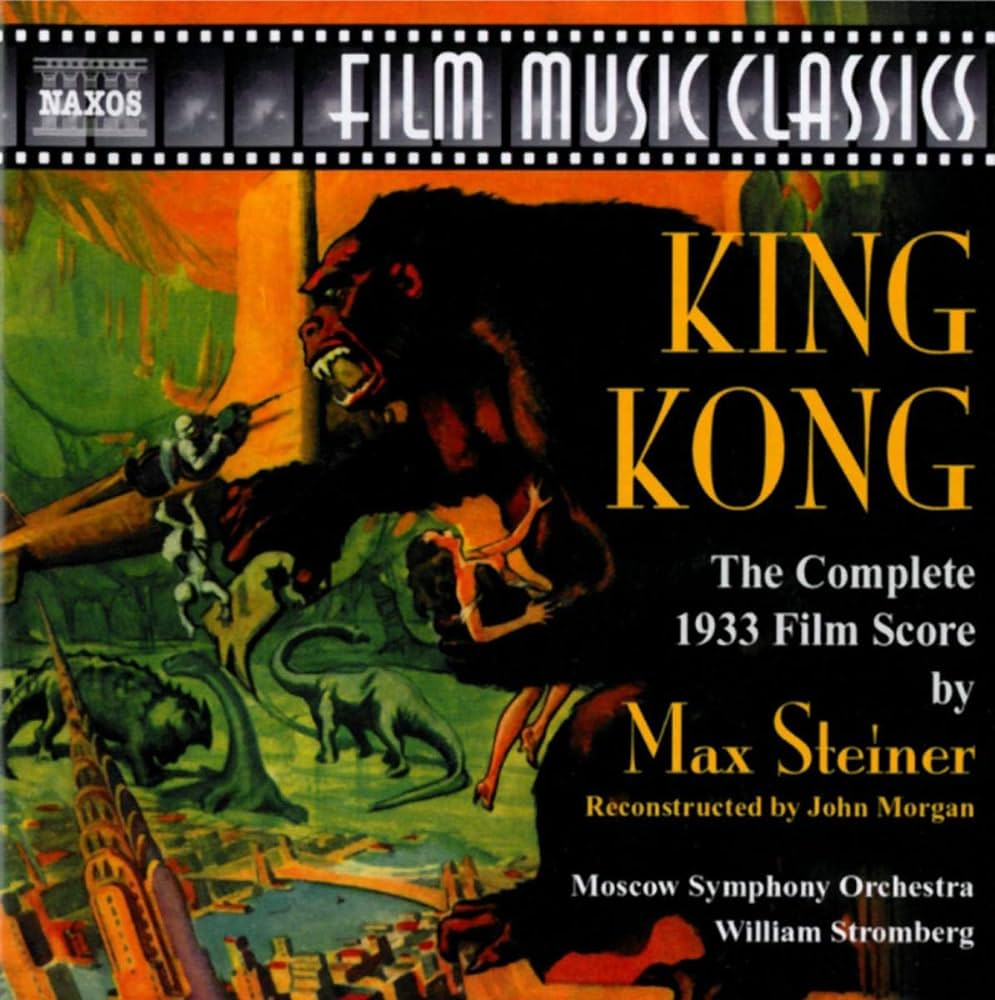 NAXOS
FILM MUSIC CLASSICS
KING
KONG
The Complete
1933 Film Score
by
Max Steiner
Reconstructed by John Morgan
Moscow Symphony Orchestra
William Stromberg